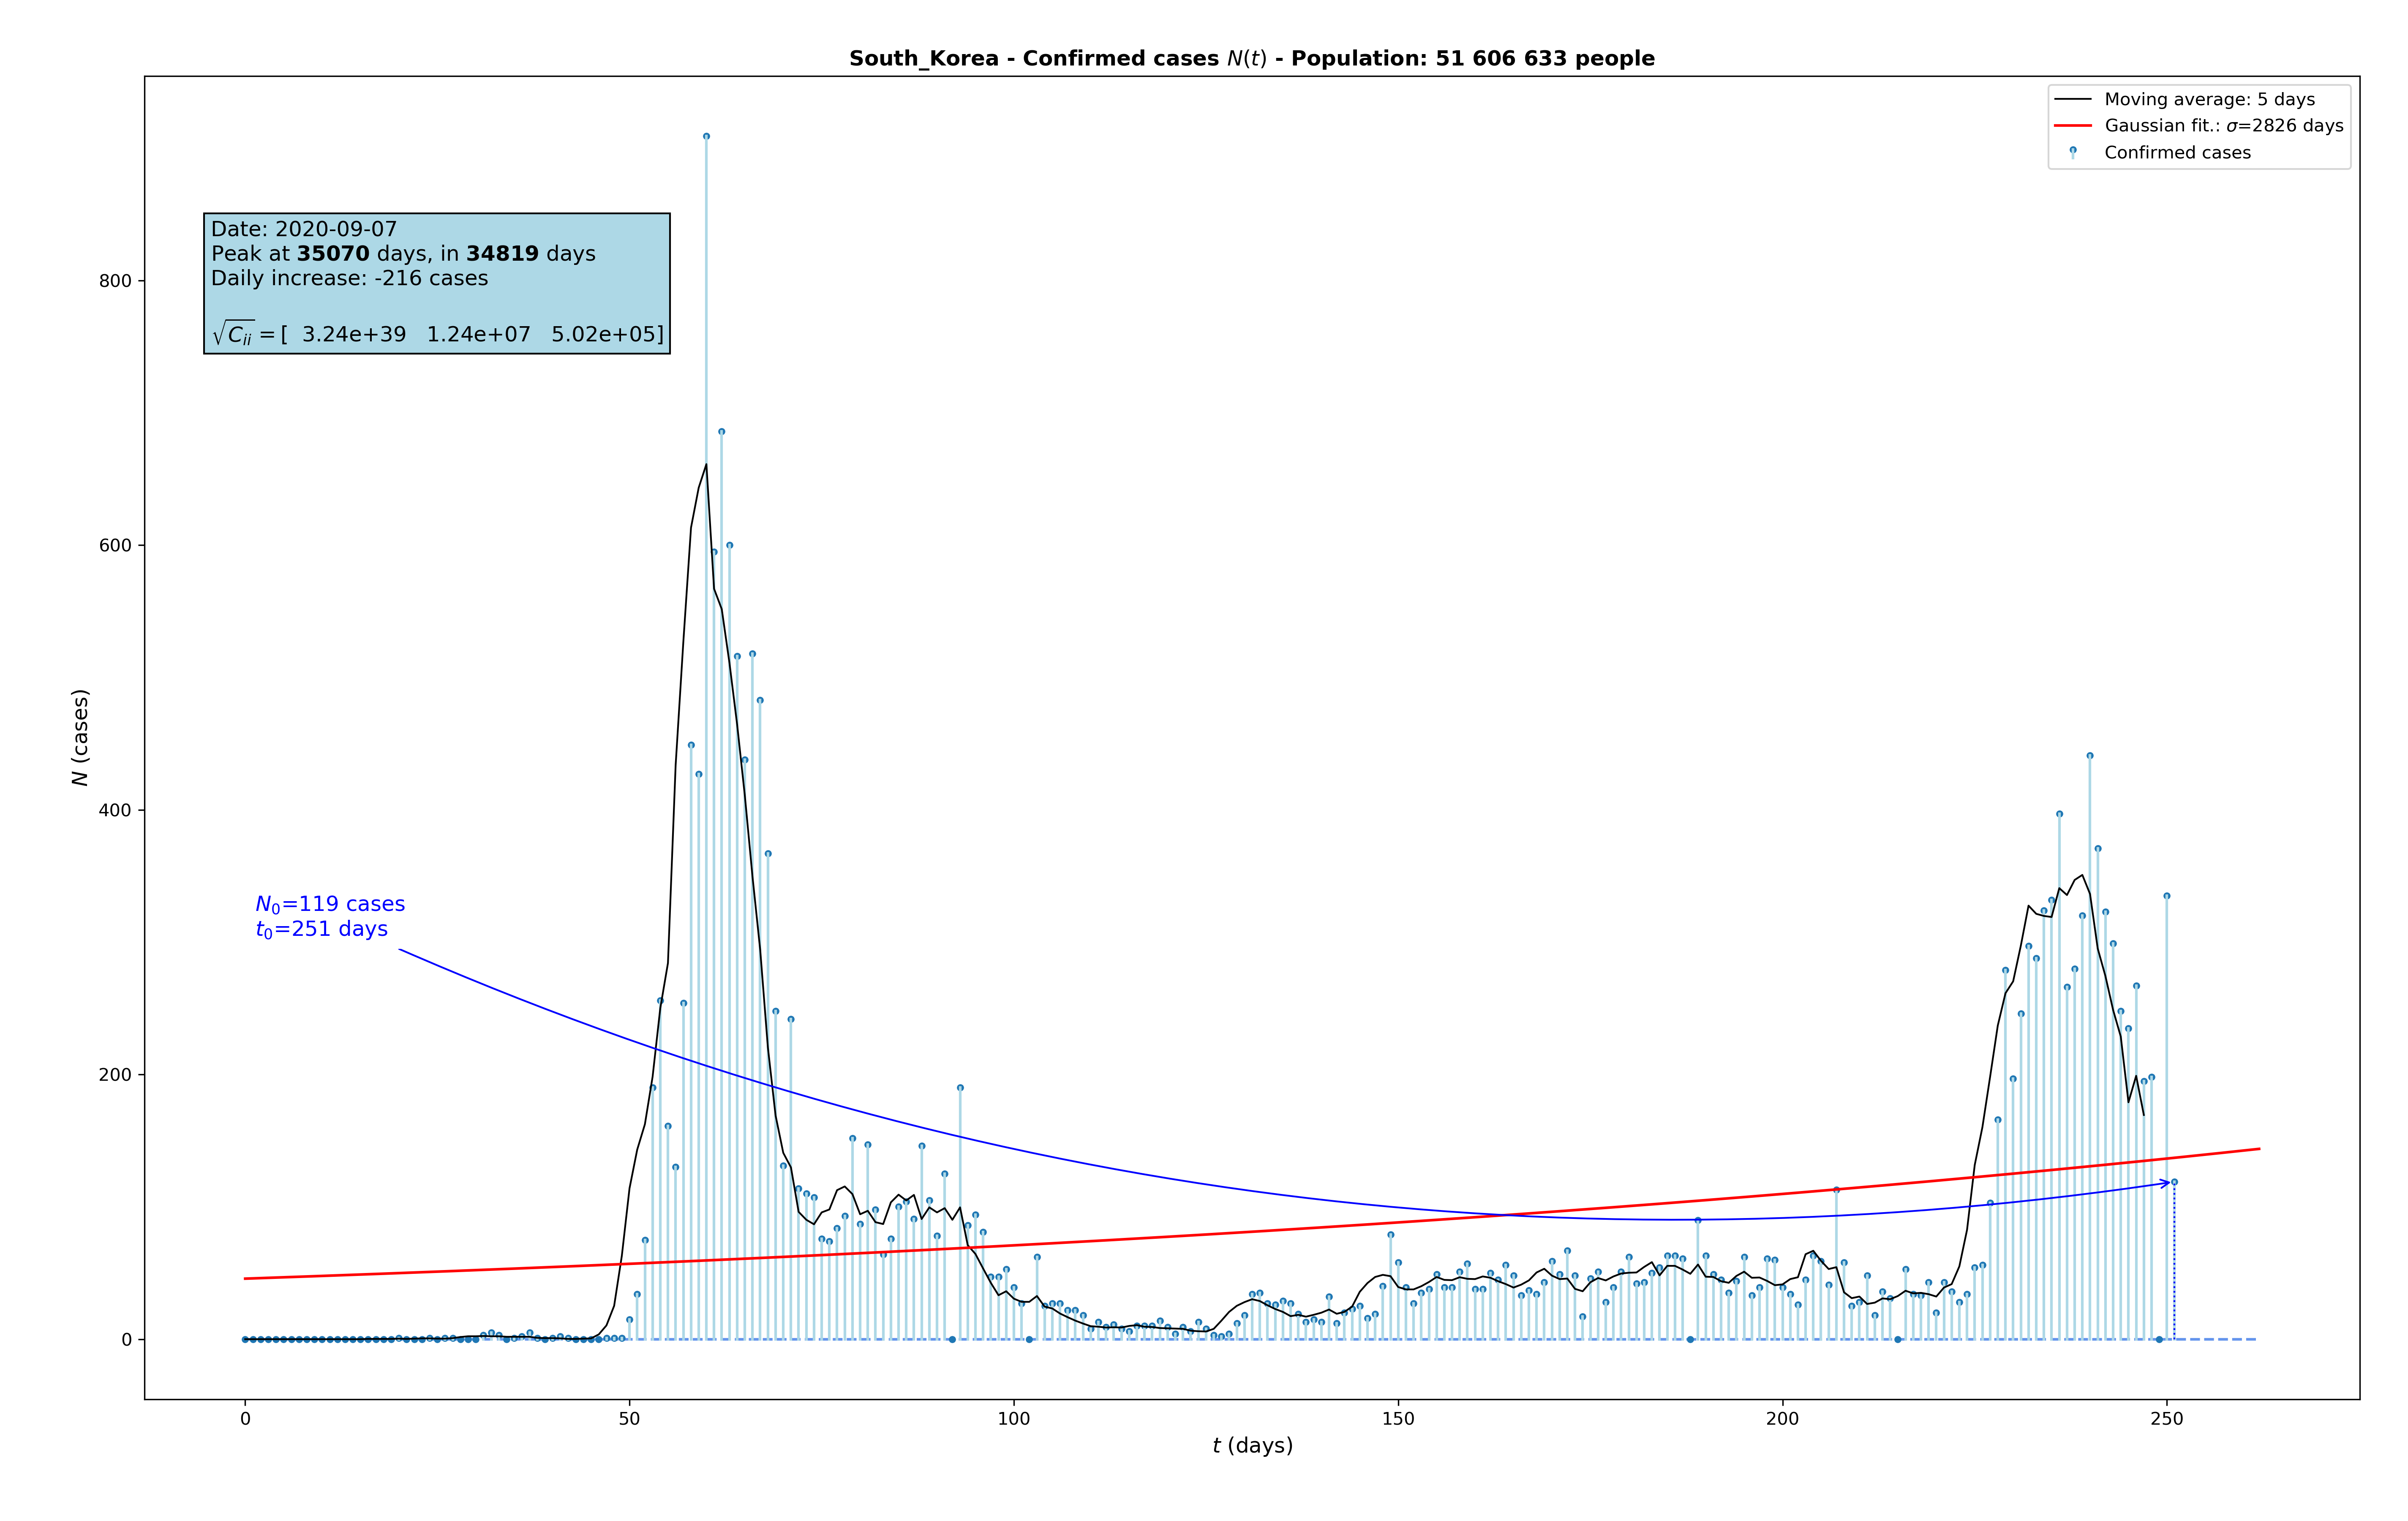 South_Korea - Confirmed cases N(t) - Population: 51 606 633 people
Moving average: 5 days
Gaussian fit.: σ=2826 days
Confirmed cases
Date: 2020-09-07
Peak at 35070 days, in 34819 days
Daily increase: -216 cases
√C_ii = [ 3.24e+39 1.24e+07 5.02e+05]
N_0=119 cases
t_0=251 days
N (cases)
800
600
400
200
0
0 50 100 150 200 250
t (days)